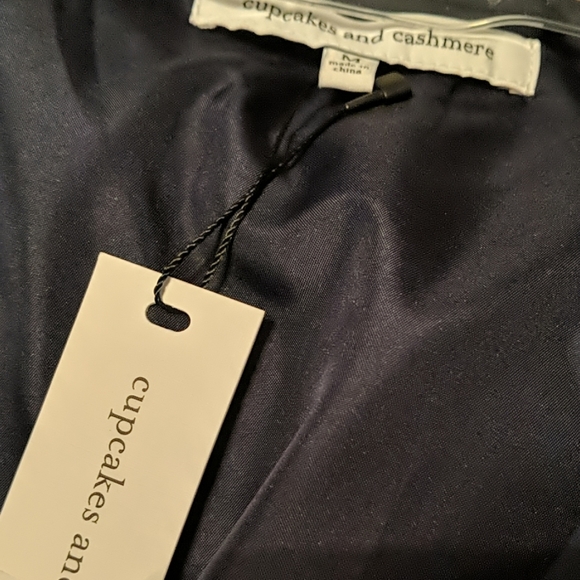 cupcakes and cashmere
M
made in
china
cupcakes and